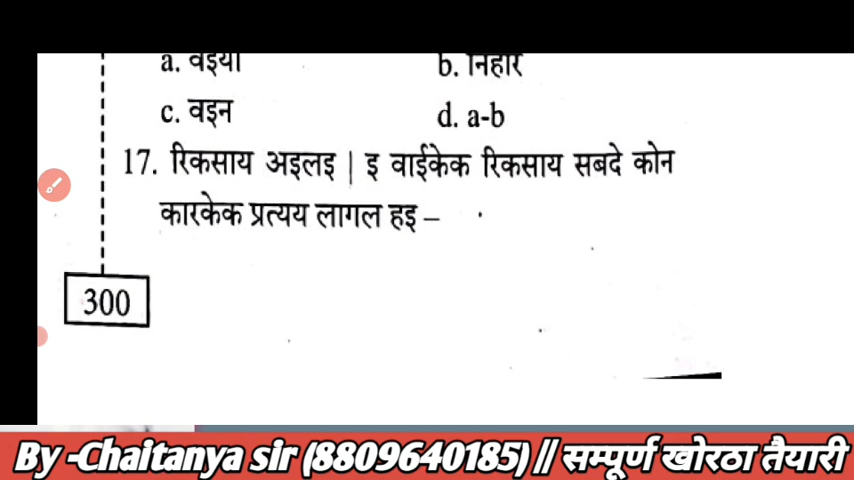 a. वइया b. निहार
c. वइन d. a-b
17. रिकसाय अइलइ | इ वाईकेक रिकसाय सबदे कोन
कारकेक प्रत्यय लागल हइ –
300
By -Chaitanya sir (8809640185) // सम्पूर्ण खोरठा तैयारी